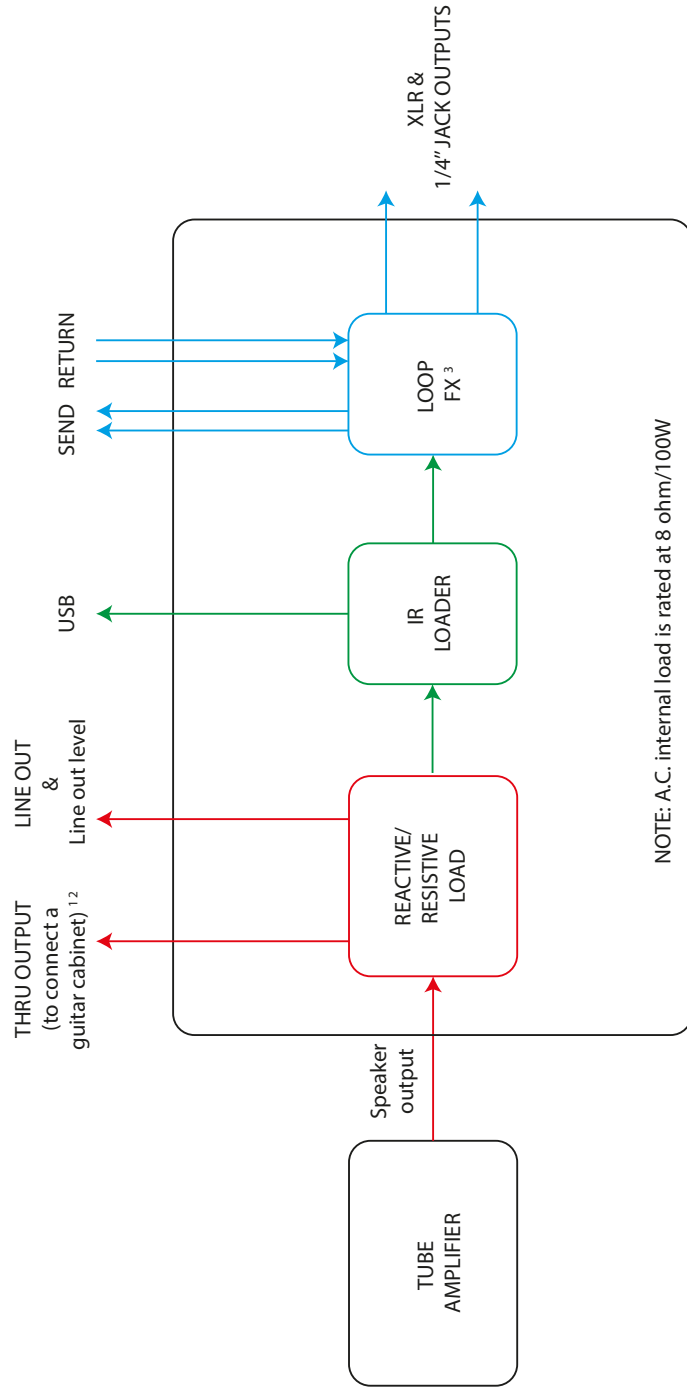 THRU OUTPUT
(to connect a
guitar cabinet) 1 2
LINE OUT
&
Line out level
USB
SEND
RETURN
Speaker
output
TUBE
AMPLIFIER
REACTIVE/
RESISTIVE
LOAD
IR
LOADER
LOOP
FX 3
XLR &
1/4” JACK OUTPUTS
NOTE: A.C. internal load is rated at 8 ohm/100W